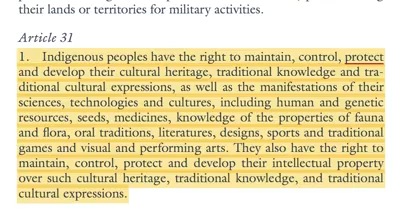 their lands or territories for military activities.
Article 31
1. Indigenous peoples have the right to maintain, control, protect
and develop their cultural heritage, traditional knowledge and tra-
ditional cultural expressions, as well as the manifestations of their
sciences, technologies and cultures, including human and genetic
resources, seeds, medicines, knowledge of the properties of fauna
and flora, oral traditions, literatures, designs, sports and traditional
games and visual and performing arts. They also have the right to
maintain, control, protect and develop their intellectual property
over such cultural heritage, traditional knowledge, and traditional
cultural expressions.